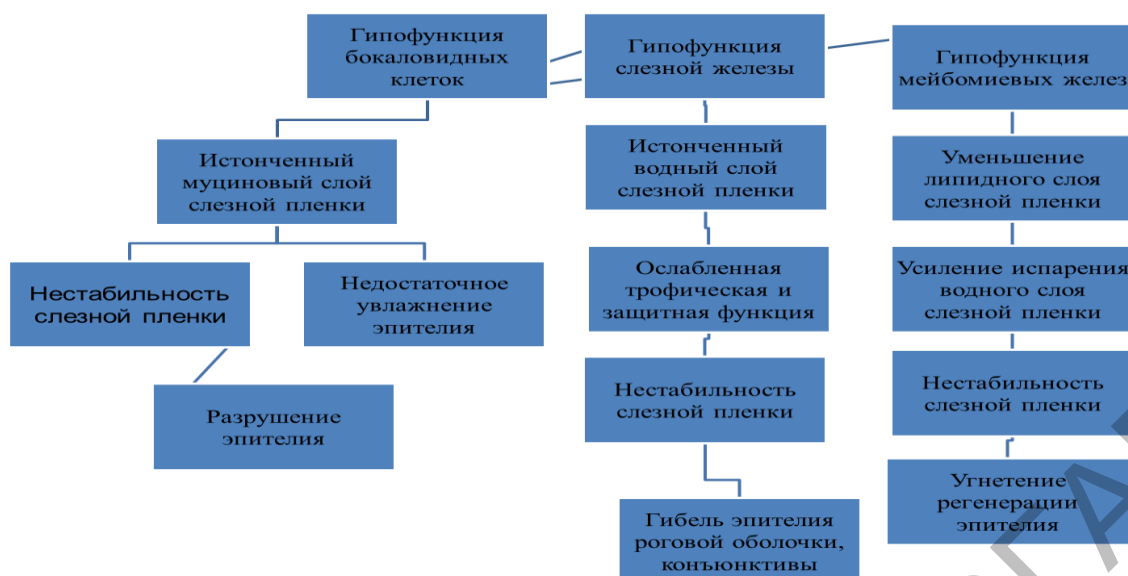 Гипофункция
бокаловидных
клеток
Гипофункция
слезной железы
Гипофункция
мейбомиевых желез
Истонченный
муциновый слой
слезной пленки
Истонченный
водный слой
слезной пленки
Уменьшение
липидного слоя
слезной пленки
Нестабильность
слезной пленки
Недостаточное
увлажнение
эпителия
Ослабленная
трофическая и
защитная функция
Усиление испарения
водного слоя
слезной пленки
Разрушение
эпителия
Нестабильность
слезной пленки
Нестабильность
слезной пленки
Гибель эпителия
роговой оболочки,
конъюнктивы
Угнетение
регенерации
эпителия